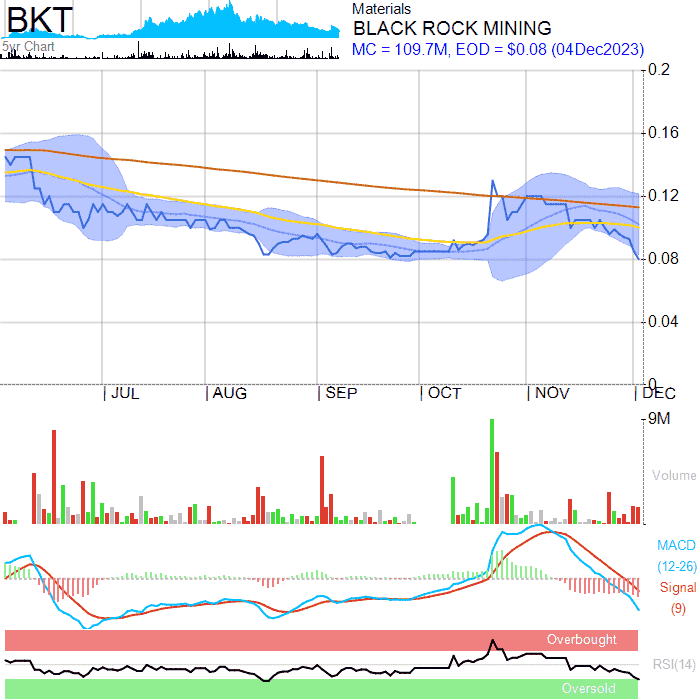 BKT
5yr Chart
Materials
BLACK ROCK MINING
MC = 109.7M, EOD = $0.08 (04Dec2023)
0.2
0.16
0.12
0.08
0.04
0
JUL AUG SEP OCT NOV DEC
9M
Volume
MACD
(12-26)
Signal
(9)
Overbought
RSI(14)
Oversold